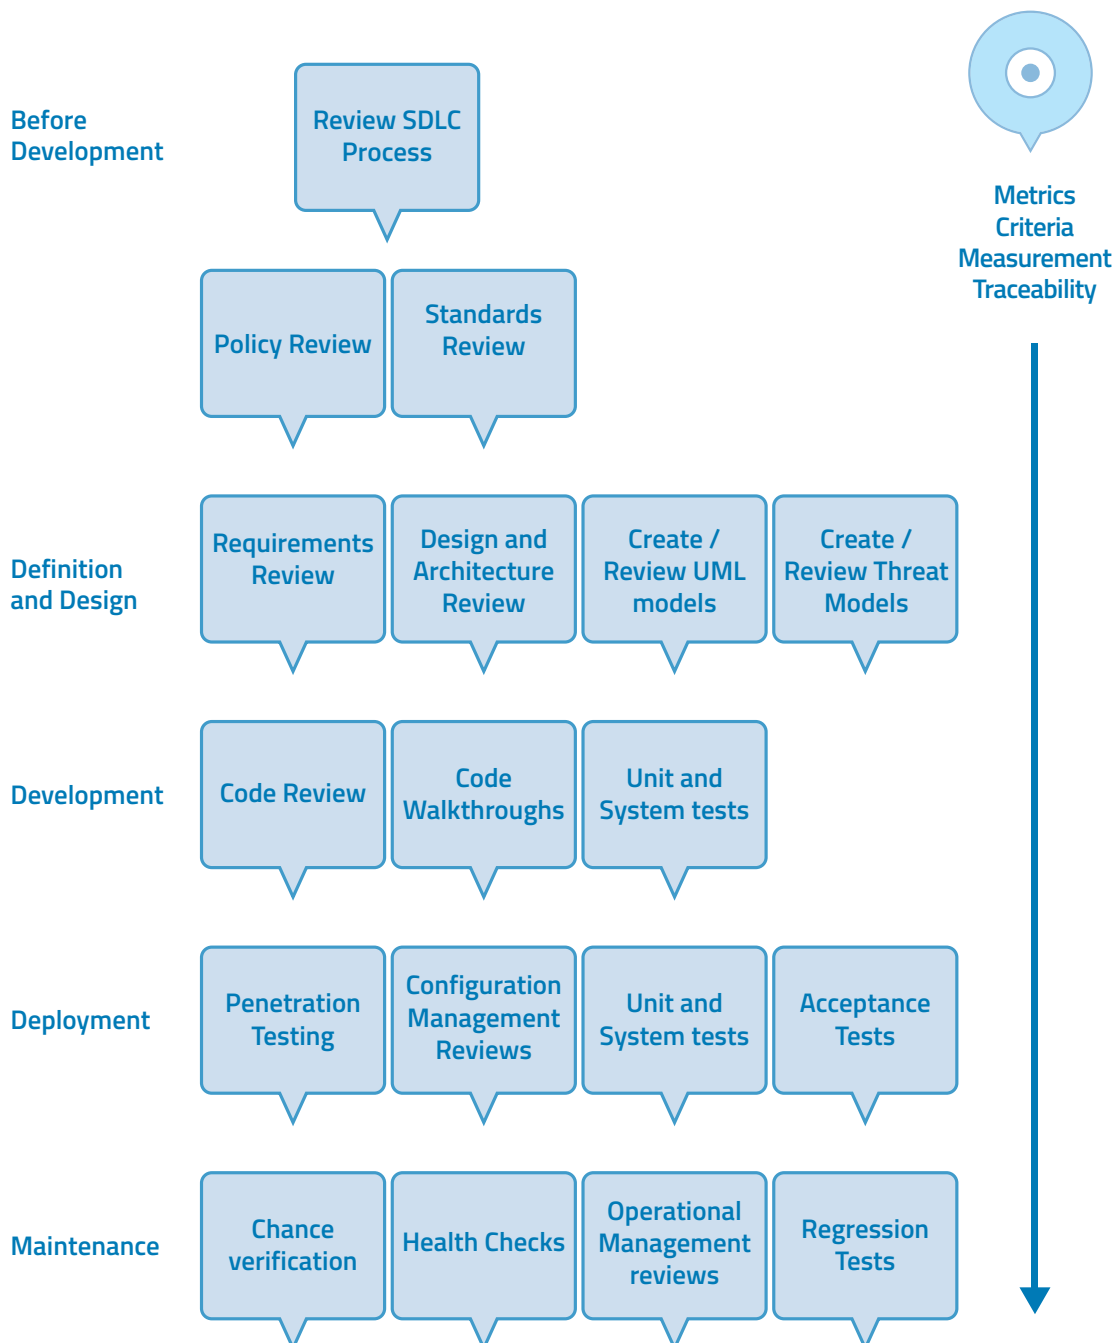 Before
Development
Review SDLC
Process
Metrics
Criteria
Measurement
Traceability
Policy Review
Standards
Review
Definition
and Design
Requirements
Review
Design and
Architecture
Review
Create /
Review UML
models
Create /
Review Threat
Models
Development
Code Review
Code
Walkthroughs
Unit and
System tests
Deployment
Penetration
Testing
Configuration
Management
Reviews
Unit and
System tests
Acceptance
Tests
Maintenance
Chance
verification
Health Checks
Operational
Management
reviews
Regression
Tests